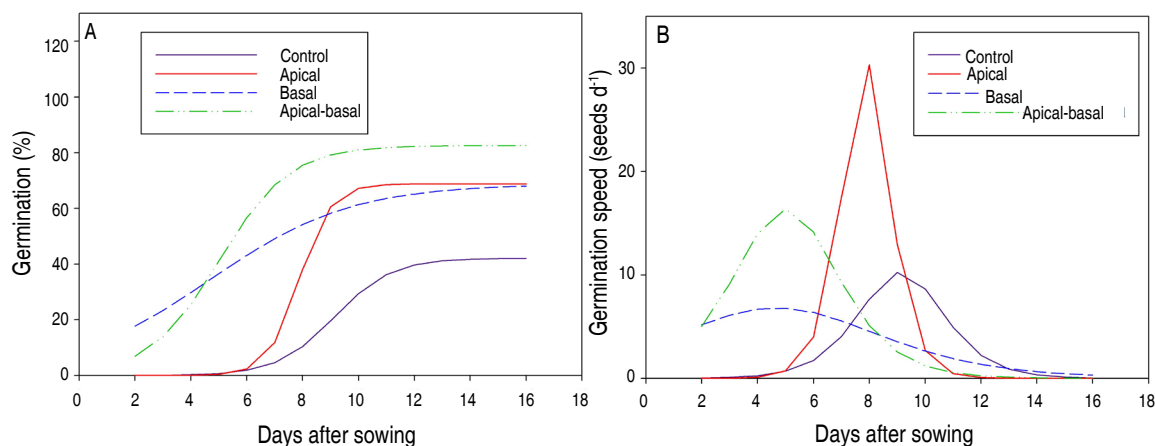 A
Control
Apical
Basal
Apical-basal
Germination (%)
120
100
80
60
40
20
0
0 2 4 6 8 10 12 14 16 18
Days after sowing
B
Control
Apical
Basal
Apical-basal
Germination speed (seeds d-1)
30
20
10
0
0 2 4 6 8 10 12 14 16 18
Days after sowing